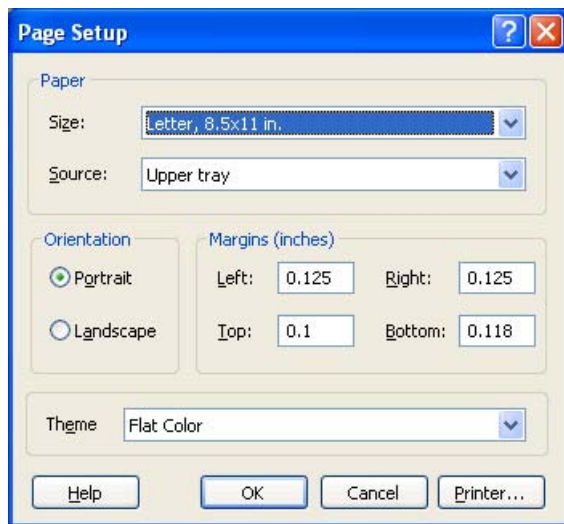 Page Setup
Paper
Size: Letter, 8.5x11 in.
Source: Upper tray
Orientation
Portrait
Landscape
Margins (inches)
Left: 0.125 Right: 0.125
Top: 0.1 Bottom: 0.118
Theme Flat Color
Help OK Cancel Printer...